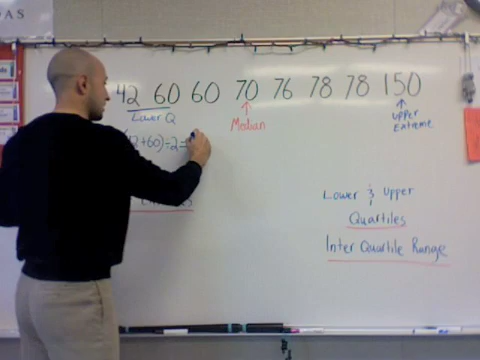 42 60 60 70 76 78 78 150
Lower Q
Median
Upper
Extreme
2+60)÷2=
Lower & Upper
Quartiles
Inter Quartile Range